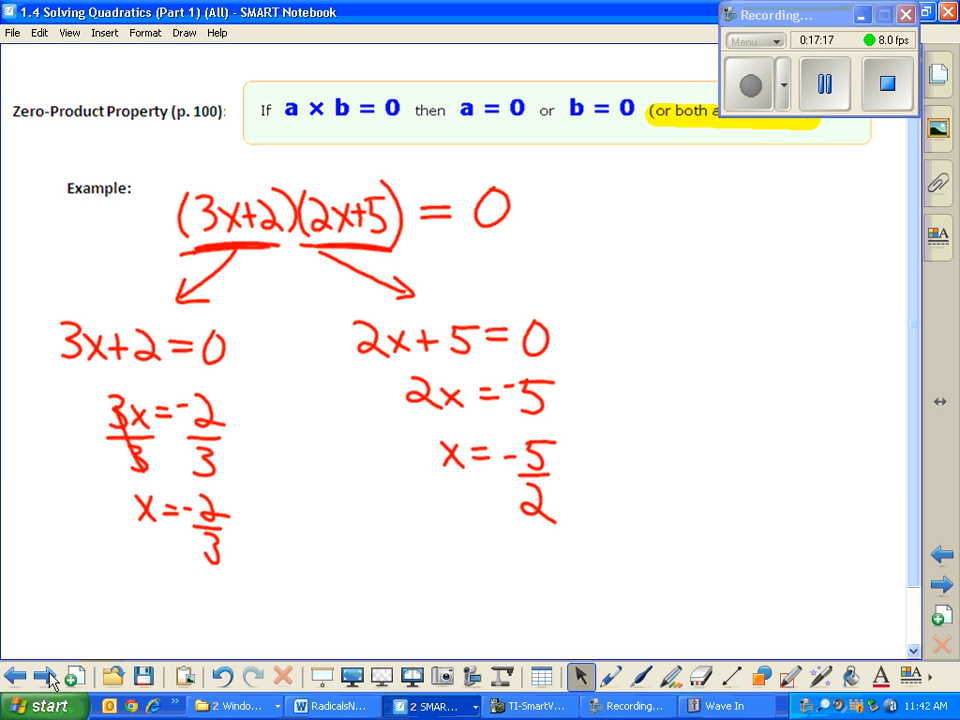 1.4 Solving Quadratics (Part 1) (All) - SMART Notebook
Recording...
File Edit View Insert Format Draw Help
Menu 0:17:17 8.0 fps
Zero-Product Property (p. 100): If a × b = 0 then a = 0 or b = 0 (or both
Example:
(3x+2)(2x+5) = 0
3x+2=0
2x+5=0
3x=-2
3 3
x=-2
3
2x=-5
x=-5
2
start 2 Windo... RadicalsN... 2 SMAR... TI-SmartV... Recording... Wave In 11:42 AM